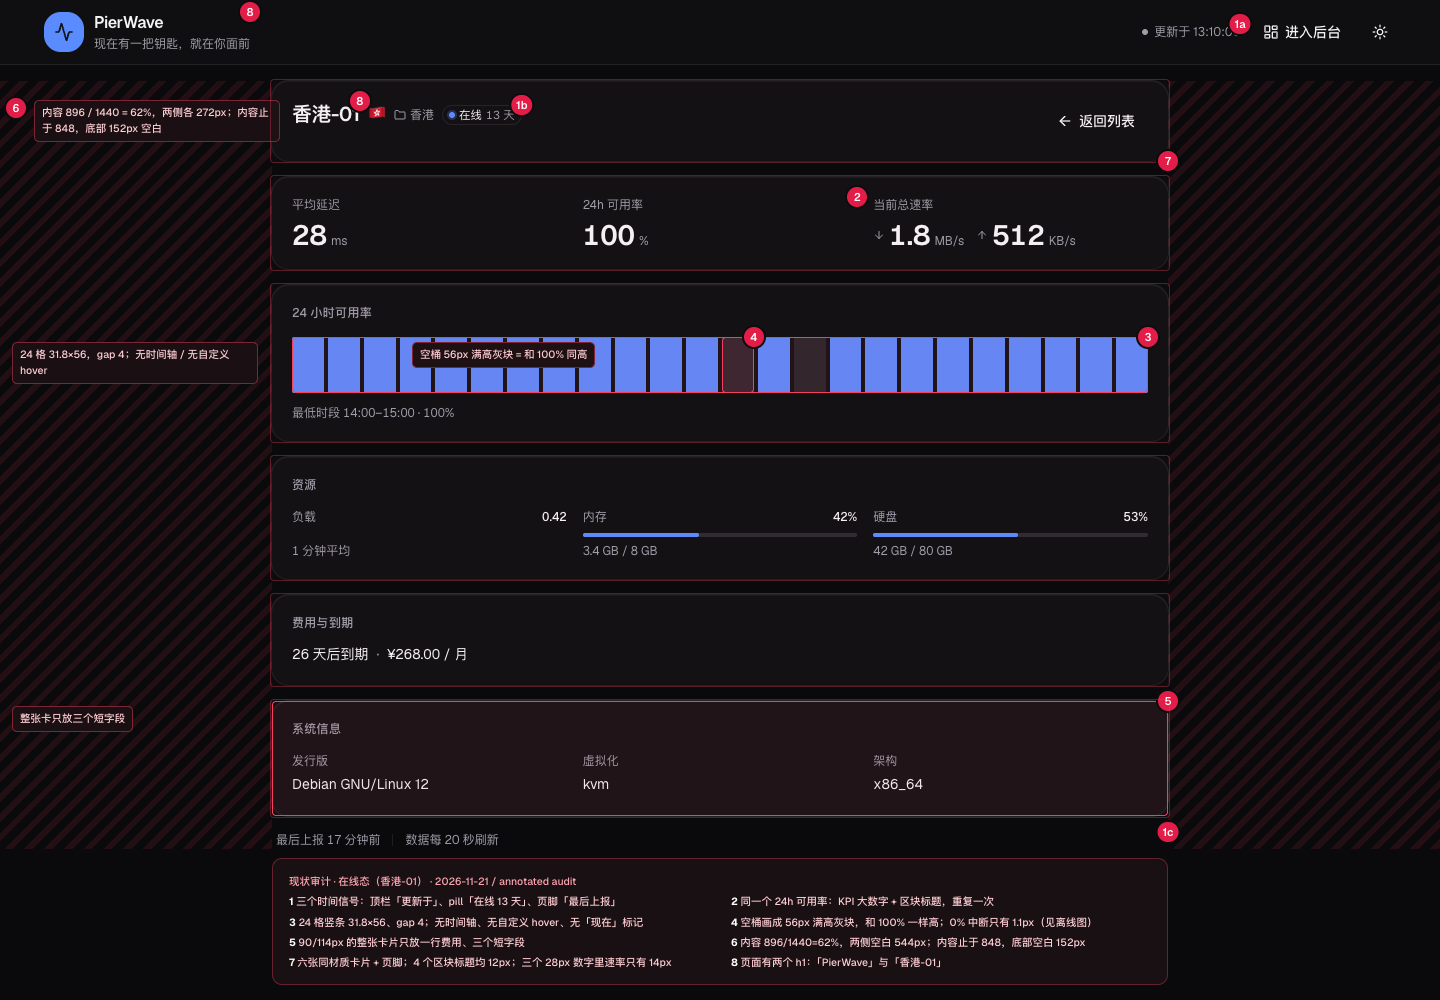 PierWave
8
现在有一把钥匙，就在你面前
更新于 13:10:0
1a
进入后台
6
内容 896 / 1440 = 62%，两侧各 272px；内容止
于 848，底部 152px 空白
香港-01
8
香港
在线 13 天
1b
返回列表
7
平均延迟
28 ms
24h 可用率
100 %
2
当前总速率
↓ 1.8 MB/s ↑ 512 KB/s
24 小时可用率
24 格 31.8×56，gap 4；无时间轴 / 无自定义
hover
空桶 56px 满高灰块 = 和 100% 同高
4
3
最低时段 14:00–15:00 · 100%
资源
负载 0.42
1 分钟平均
内存 42%
3.4 GB / 8 GB
硬盘 53%
42 GB / 80 GB
费用与到期
26 天后到期 · ¥268.00 / 月
整张卡只放三个短字段
5
系统信息
发行版
Debian GNU/Linux 12
虚拟化
kvm
架构
x86_64
最后上报 17 分钟前
数据每 20 秒刷新
1c
现状审计 · 在线态（香港-01） · 2026-11-21 / annotated audit
1 三个时间信号：顶栏「更新于」、pill「在线 13 天」、页脚「最后上报」
2 同一个 24h 可用率：KPI 大数字 + 区块标题，重复一次
3 24 格竖条 31.8×56、gap 4；无时间轴、无自定义 hover、无「现在」标记
4 空桶画成 56px 满高灰块，和 100% 一样高；0% 中断只有 1.1px（见离线图）
5 90/114px 的整张卡片只放一行费用、三个短字段
6 内容 896/1440=62%，两侧空白 544px；内容止于 848，底部空白 152px
7 六张同材质卡片 + 页脚；4 个区块标题均 12px；三个 28px 数字里速率只有 14px
8 页面有两个 h1：「PierWave」与「香港-01」